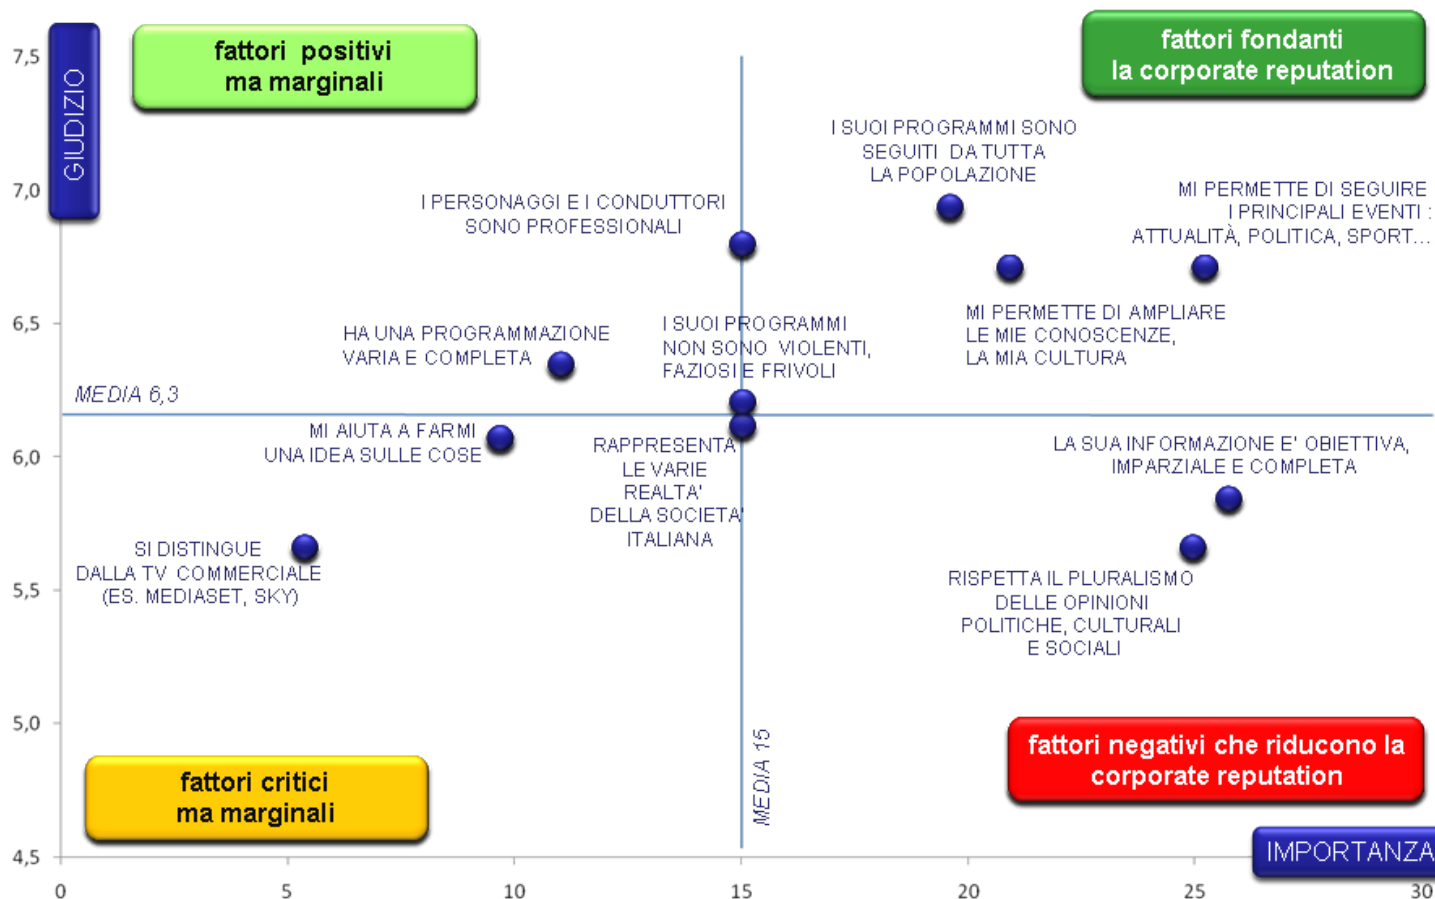 fattori positivi
ma marginali
fattori fondanti
la corporate reputation
GIUDIZIO
7,5
7,0
6,5
6,0
5,5
5,0
4,5
I SUOI PROGRAMMI SONO
SEGUITI DA TUTTA
LA POPOLAZIONE
MI PERMETTE DI SEGUIRE
I PRINCIPALI EVENTI :
ATTUALITÀ, POLITICA, SPORT...
I PERSONAGGI E I CONDUTTORI
SONO PROFESSIONALI
HA UNA PROGRAMMAZIONE
VARIA E COMPLETA
I SUOI PROGRAMMI
NON SONO VIOLENTI,
FAZIOSI E FRIVOLI
MI PERMETTE DI AMPLIARE
LE MIE CONOSCENZE,
LA MIA CULTURA
MEDIA 6,3
MI AIUTA A FARMI
UNA IDEA SULLE COSE
RAPPRESENTA
LE VARIE
REALTA'
DELLA SOCIETA'
ITALIANA
LA SUA INFORMAZIONE E' OBIETTIVA,
IMPARZIALE E COMPLETA
SI DISTINGUE
DALLA TV COMMERCIALE
(ES. MEDIASET, SKY)
RISPETTA IL PLURALISMO
DELLE OPINIONI
POLITICHE, CULTURALI
E SOCIALI
MEDIA 15
fattori critici
ma marginali
fattori negativi che riducono la
corporate reputation
IMPORTANZA
0
5
10
15
20
25
30